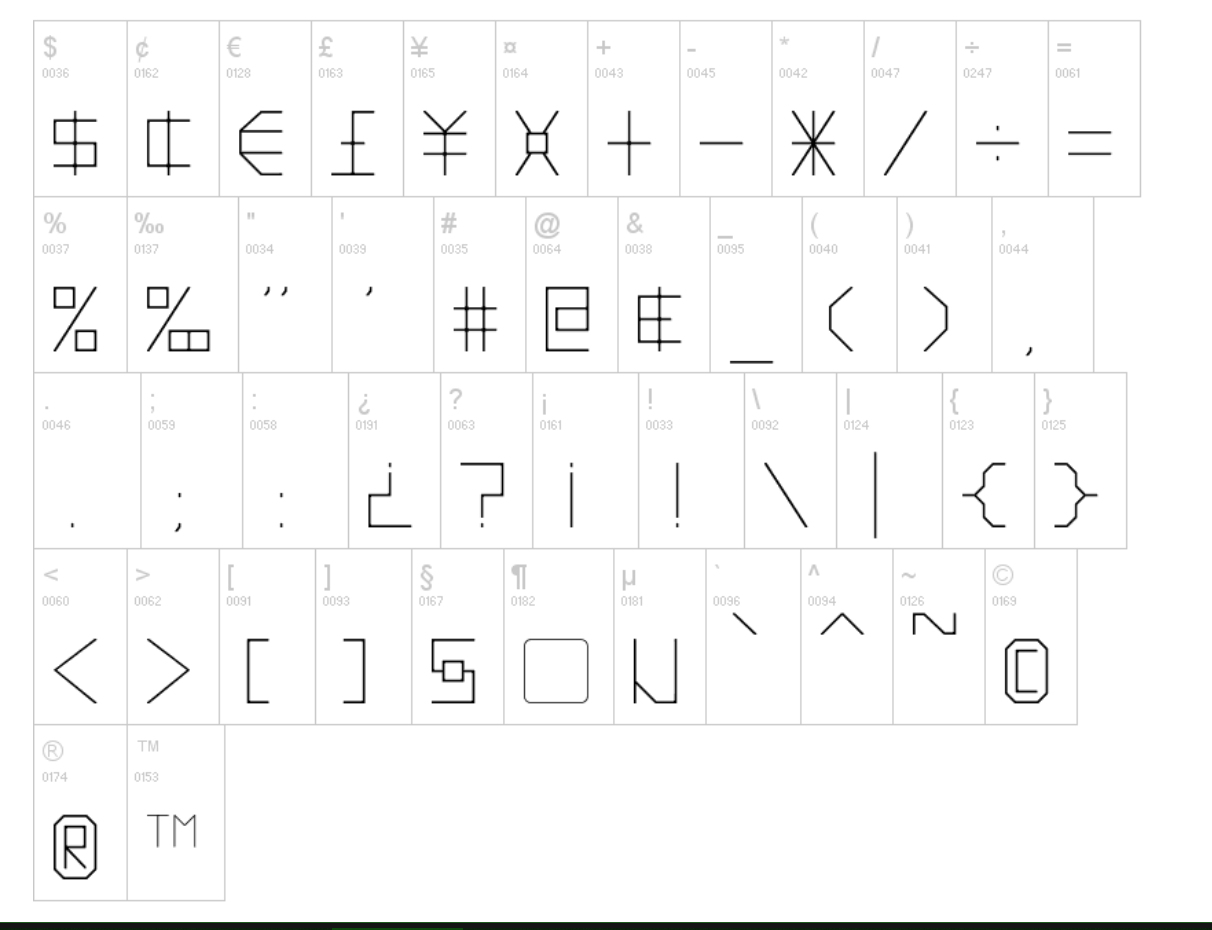 $ ¢ € £ ¥ ¤ + - * / ÷ =
0036 0162 0128 0163 0165 0164 0043 0045 0042 0047 0247 0061
$ ¢ € £ ¥ ¤ + - * / ÷ =
% ‰ " ' # @ & _ ( ) ,
0037 0137 0034 0039 0035 0064 0038 0095 0040 0041 0044
% ‰ " ' # @ & _ ( ) ,
. ; : ¿ ? ¡ ! \ | { }
0046 0059 0058 0191 0063 0161 0033 0092 0124 0123 0125
. ; : ¿ ? ¡ ! \ | { }
< > [ ] § ¶ µ ` ^ ~ ©
0060 0062 0091 0093 0167 0182 0181 0096 0094 0126 0169
< > [ ] § µ ` ^ ~ ©
® ™
0174 0153
® ™